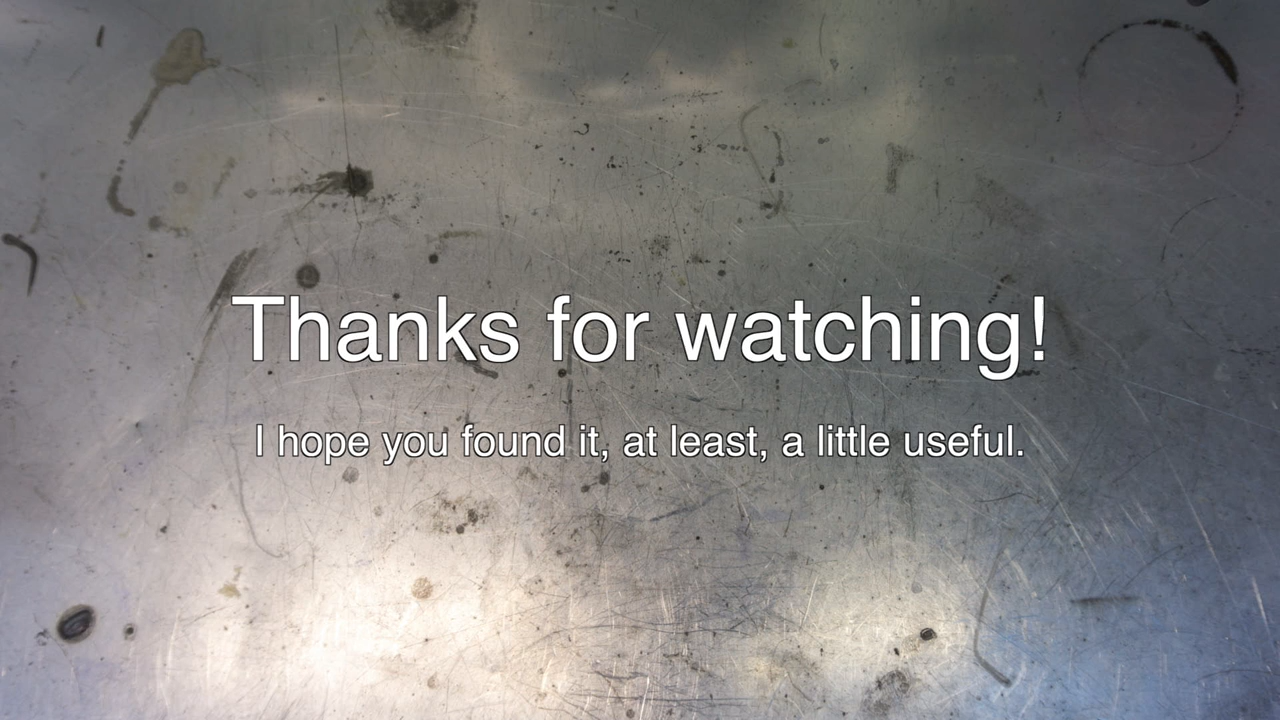 Thanks for watching!
I hope you found it, at least, a little useful.